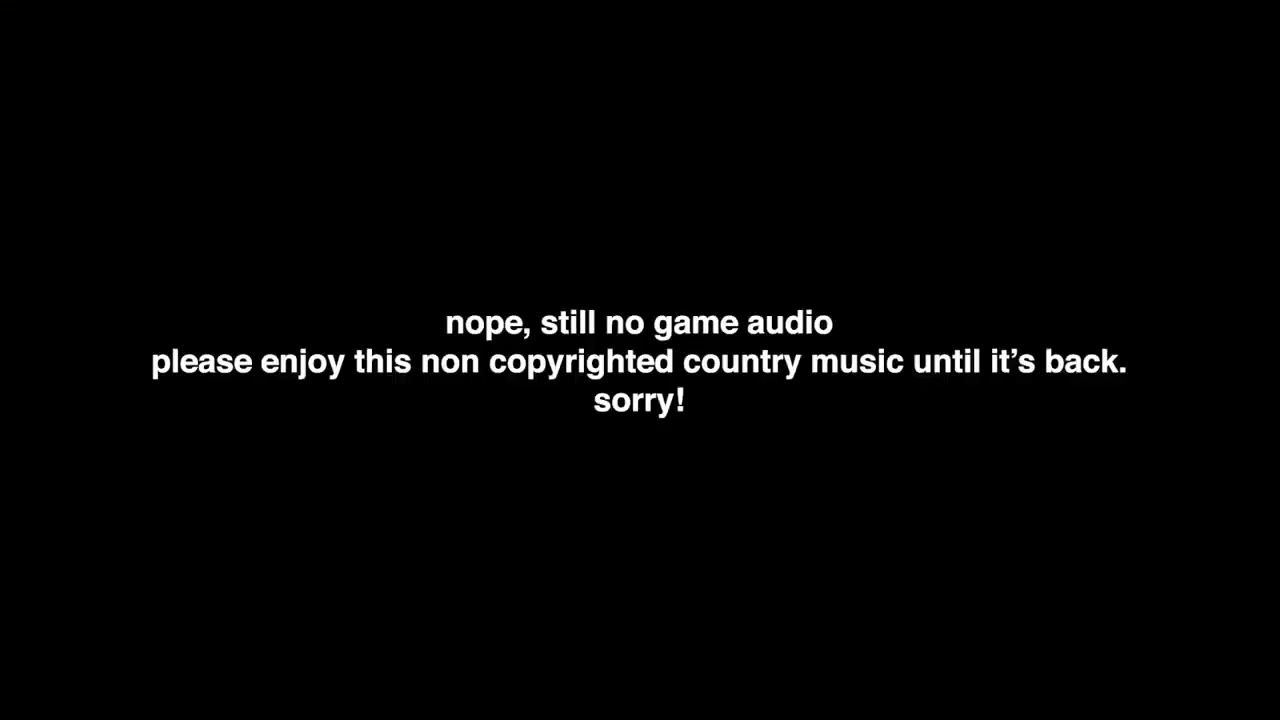 nope, still no game audio
please enjoy this non copyrighted country music until it’s back.
sorry!